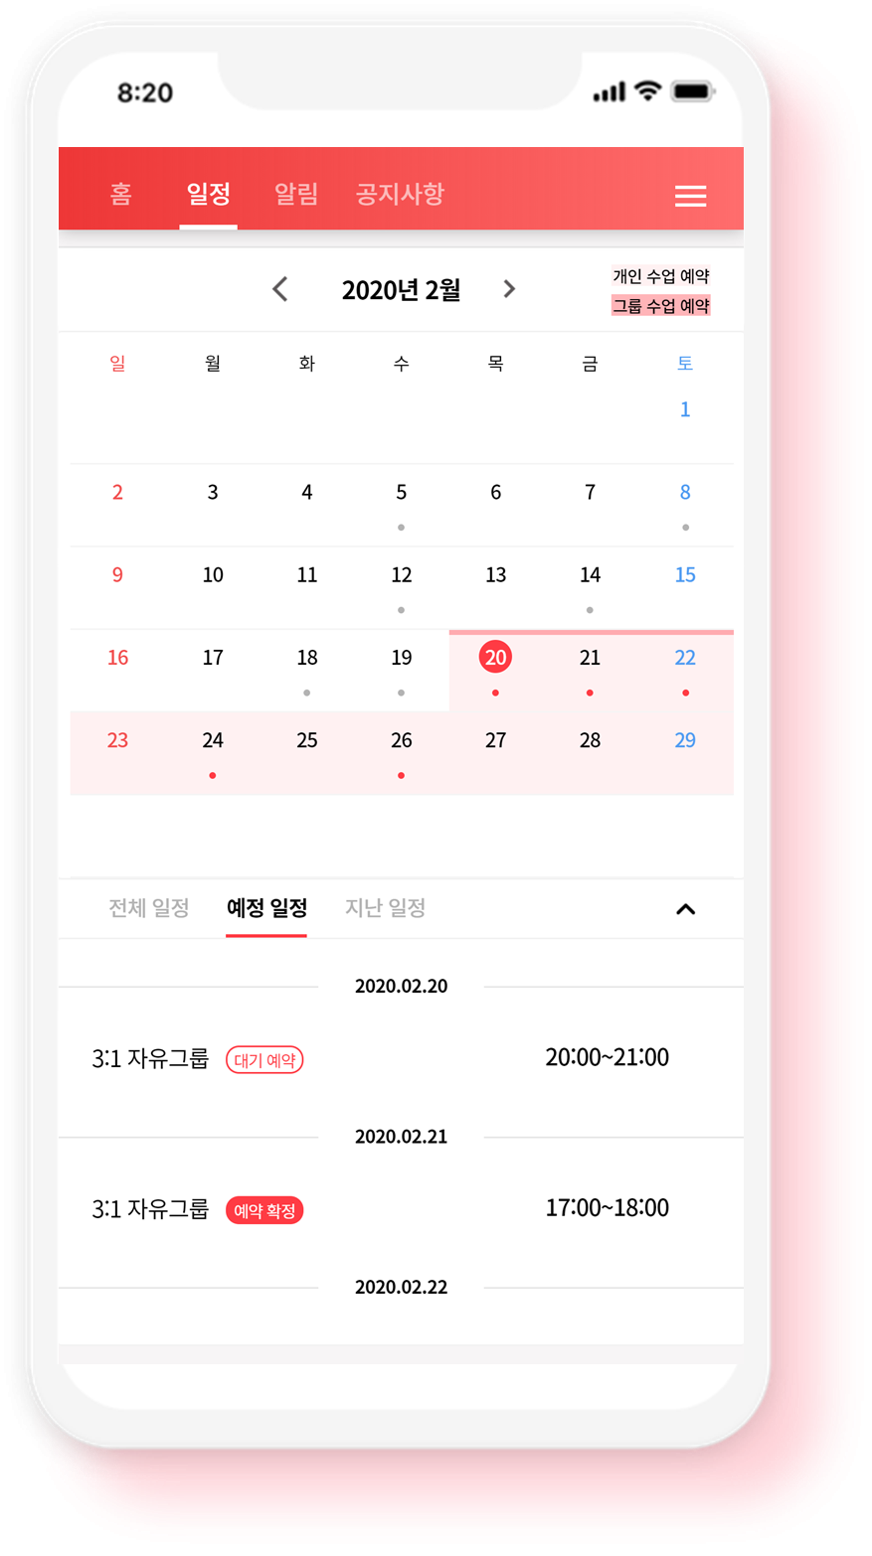 8:20
홈 일정 알림 공지사항
2020년 2월
개인 수업 예약
그룹 수업 예약
일 월 화 수 목 금 토
1
2 3 4 5 6 7 8
9 10 11 12 13 14 15
16 17 18 19 20 21 22
23 24 25 26 27 28 29
전체 일정 예정 일정 지난 일정
2020.02.20
3:1 자유그룹 대기 예약 20:00~21:00
2020.02.21
3:1 자유그룹 예약 확정 17:00~18:00
2020.02.22